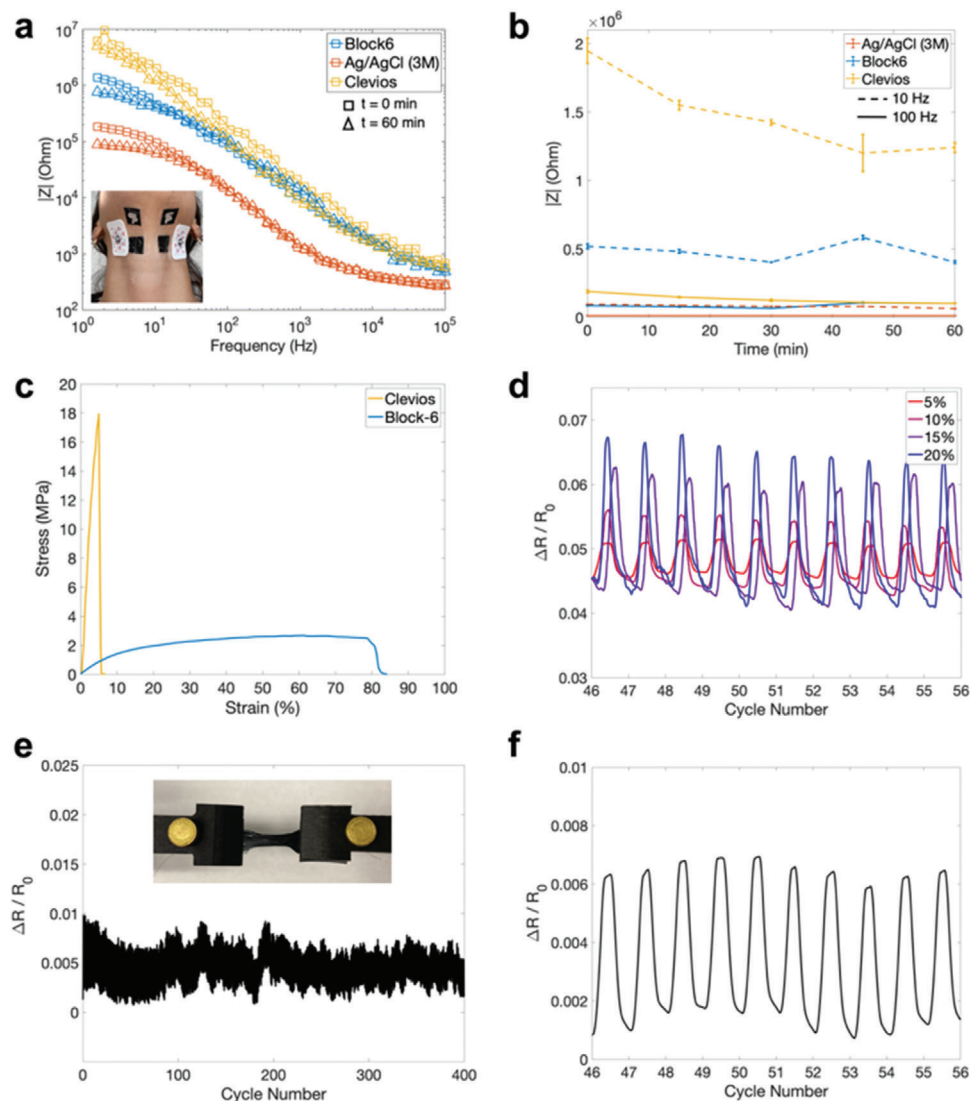 a
10^7
10^6
10^5
10^4
10^3
10^2
|Z| (Ohm)
10^0 10^1 10^2 10^3 10^4 10^5
Frequency (Hz)
Block6
Ag/AgCl (3M)
Clevios
t = 0 min
t = 60 min
b
×10^6
2
1.5
1
0.5
0
|Z| (Ohm)
0 10 20 30 40 50 60
Time (min)
Ag/AgCl (3M)
Block6
Clevios
10 Hz
100 Hz
c
20
18
16
14
12
10
8
6
4
2
0
Stress (MPa)
0 10 20 30 40 50 60 70 80 90 100
Strain (%)
Clevios
Block-6
d
0.07
0.06
0.05
0.04
0.03
ΔR / R_0
46 47 48 49 50 51 52 53 54 55 56
Cycle Number
5%
10%
15%
20%
e
0.025
0.02
0.015
0.01
0.005
0
ΔR / R_0
0 100 200 300 400
Cycle Number
f
0.01
0.008
0.006
0.004
0.002
0
ΔR / R_0
46 47 48 49 50 51 52 53 54 55 56
Cycle Number